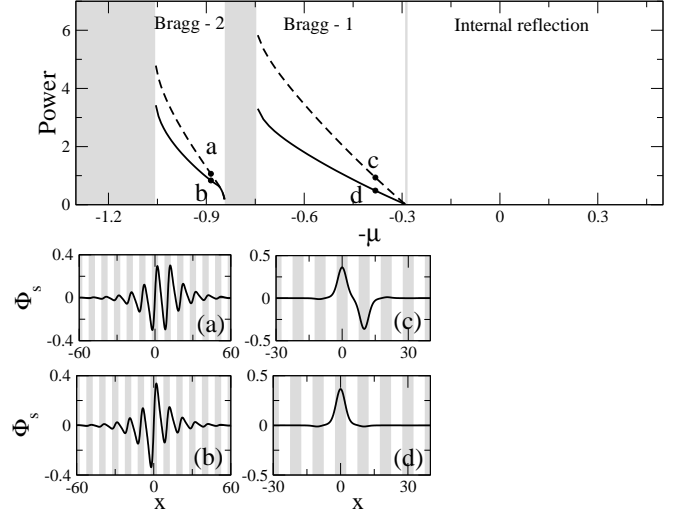 Bragg - 2 Bragg - 1 Internal reflection
6
4
2
0
Power
a
b
c
d
-1.2 -0.9 -0.6 -0.3 0 0.3
-μ
0.4
0
-0.4
Φs
-60 0 60
(a)
0.5
0
-0.5
-30 0 30
(c)
0.4
0
-0.4
Φs
-60 0 60
x
(b)
0.5
0
-0.5
-30 0 30
x
(d)